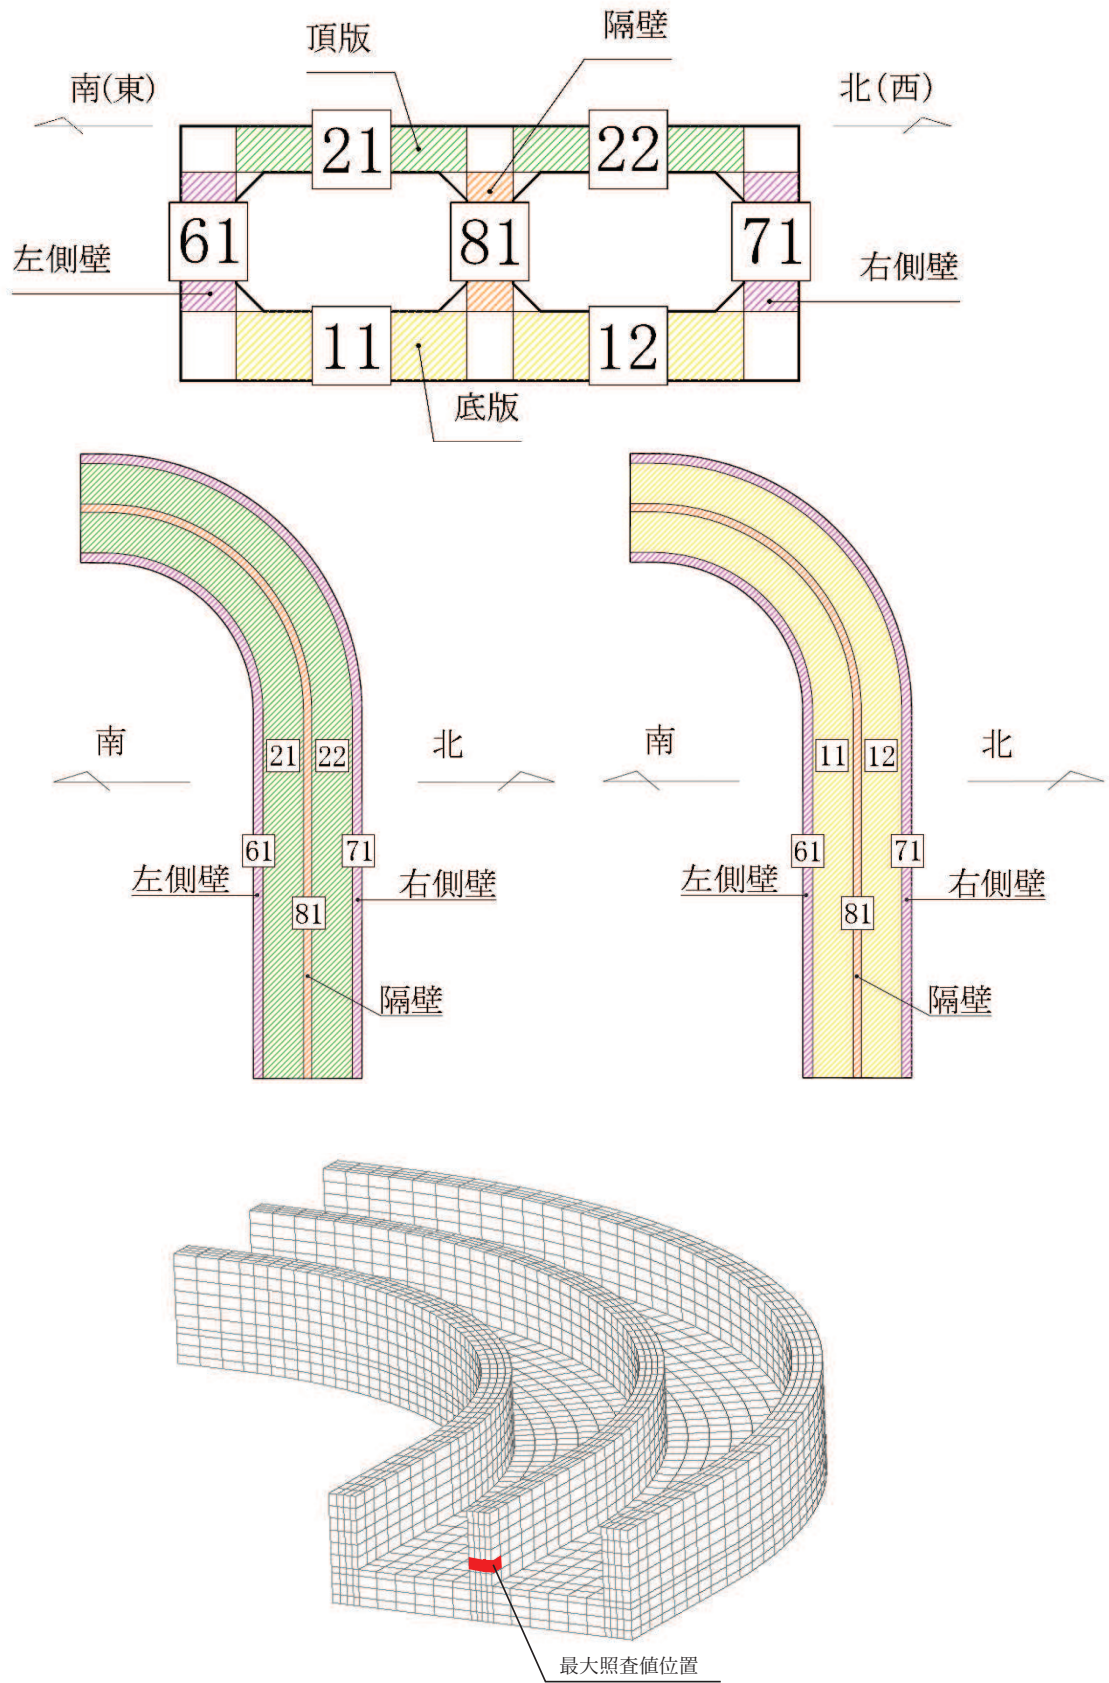 隔壁
頂版
南(東)
北(西)
21
22
61
81
71
左側壁
右側壁
11
12
底版
南
21
22
北
61
71
左側壁
右側壁
81
隔壁
南
11
12
北
61
71
左側壁
右側壁
81
隔壁
最大照査値位置